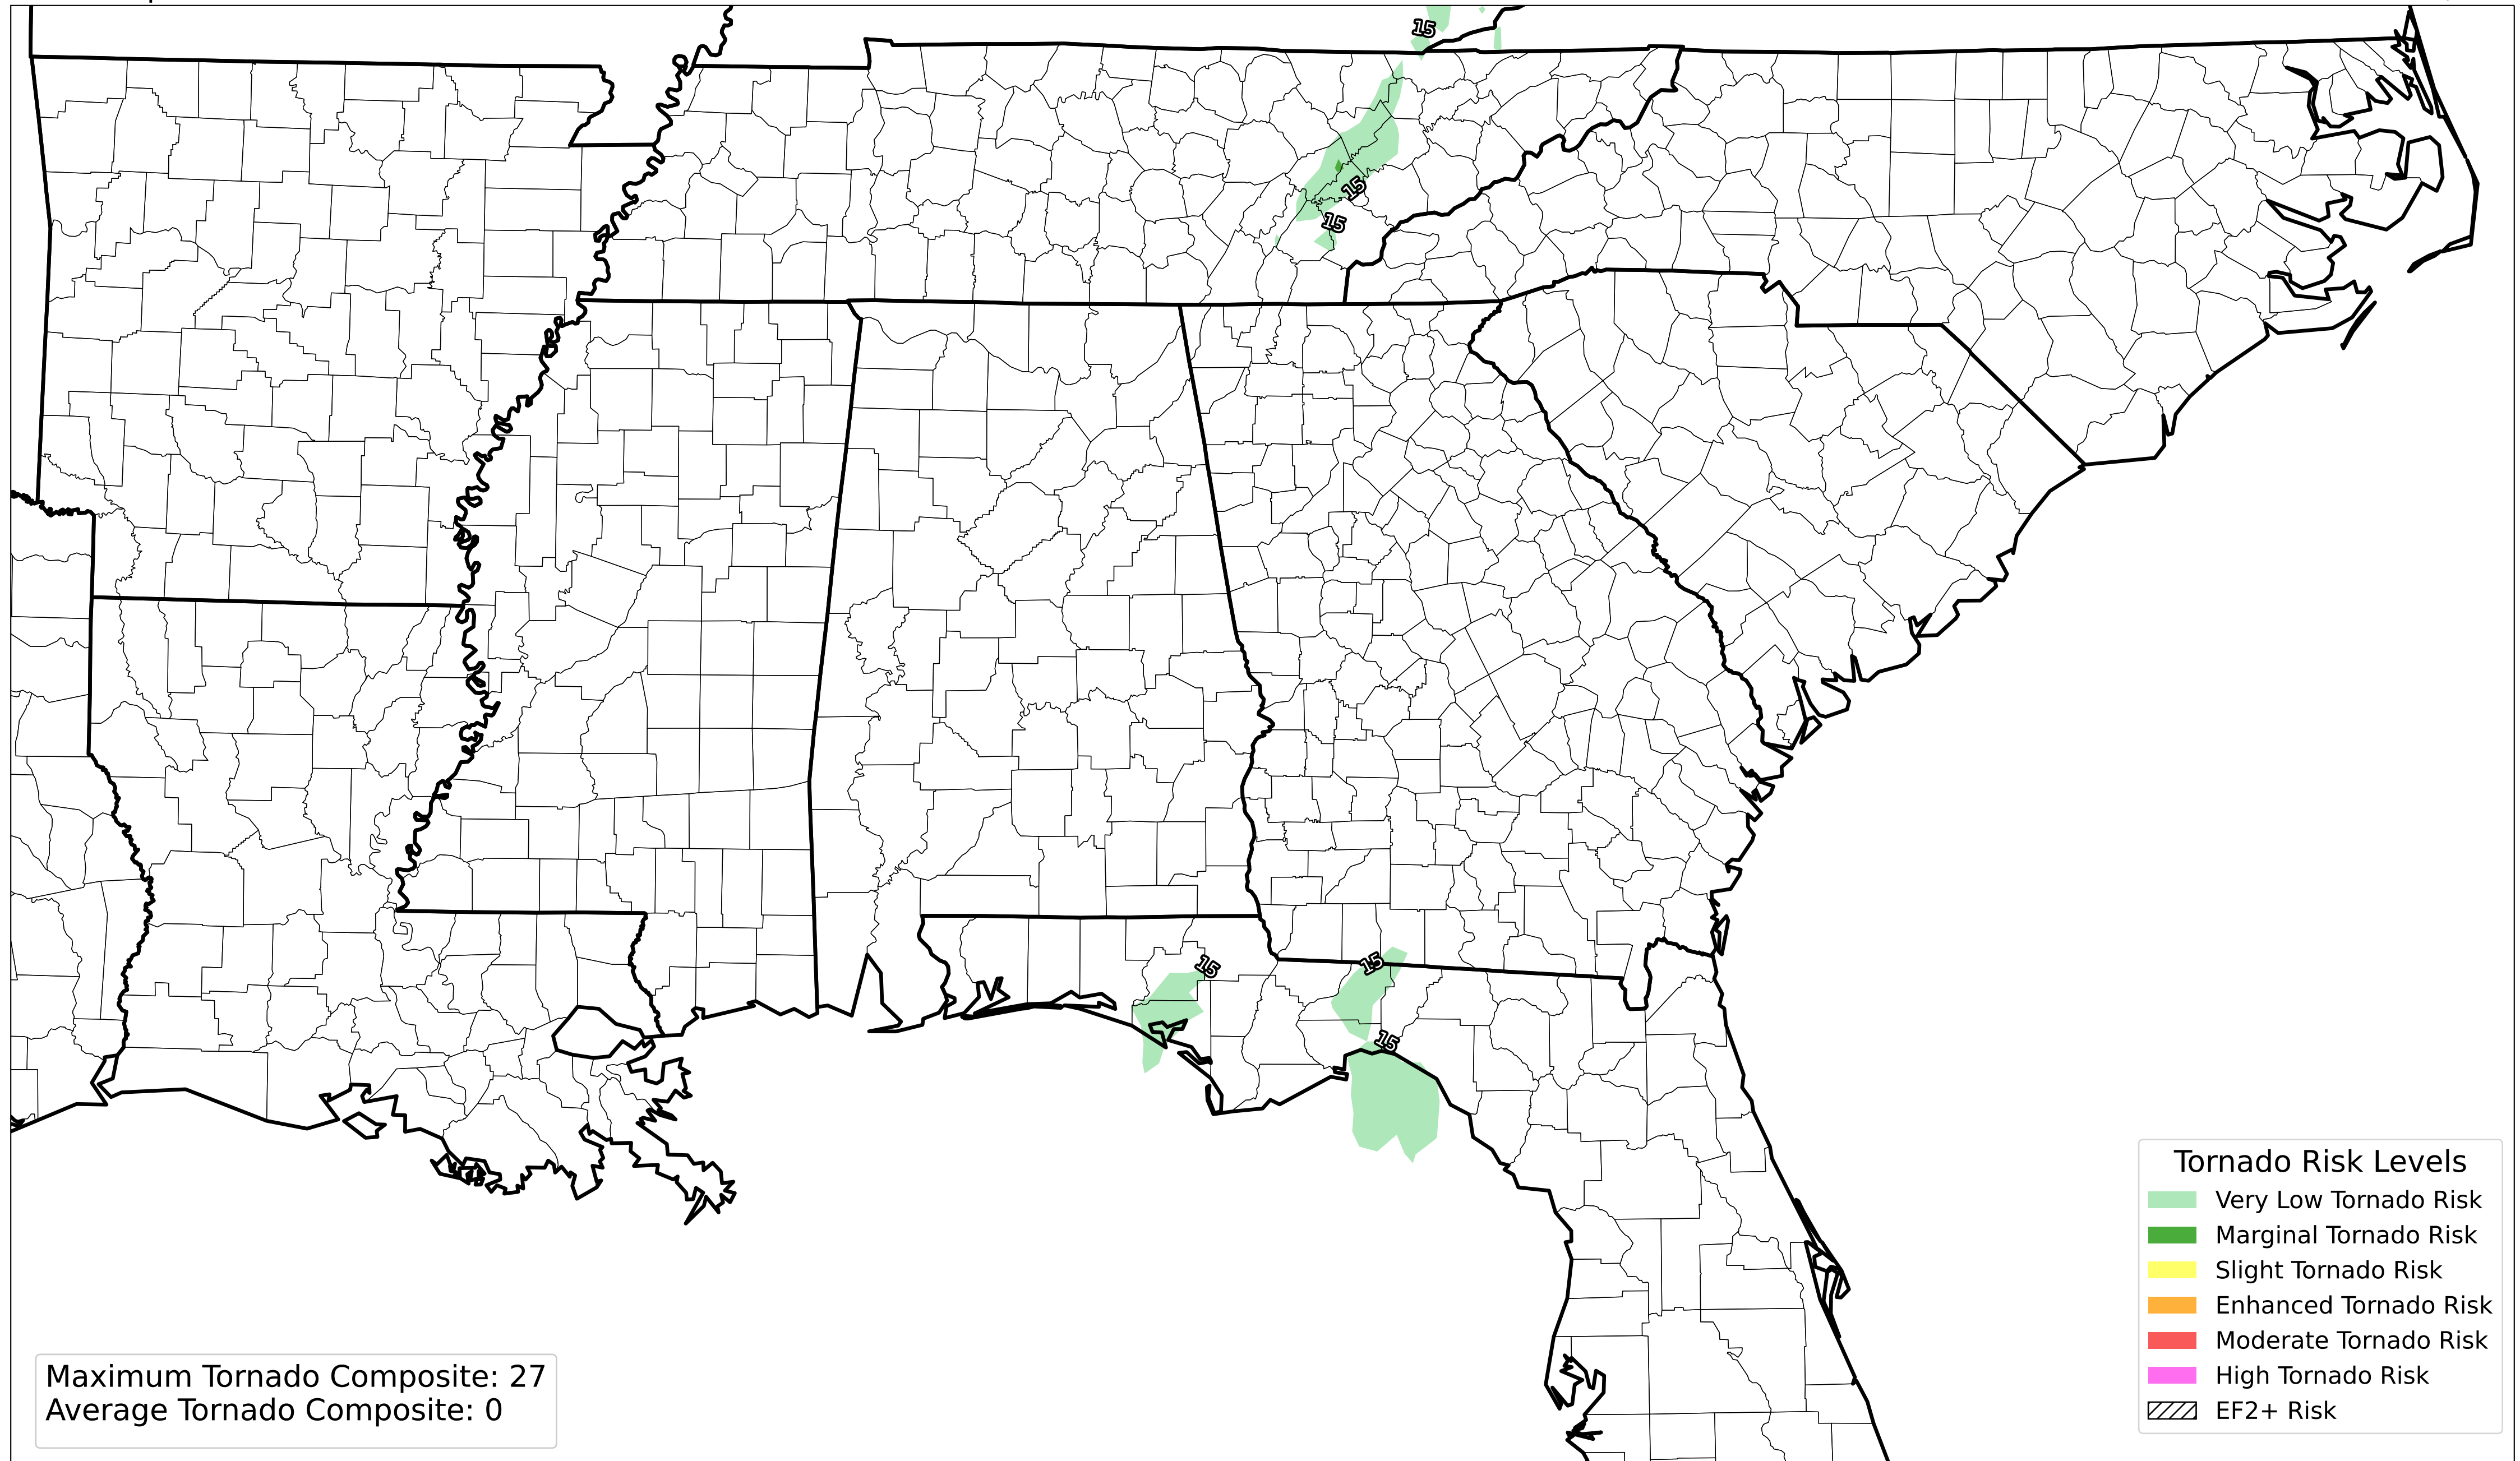 15
15
15
15
15
15
Tornado Risk Levels
Very Low Tornado Risk
Marginal Tornado Risk
Slight Tornado Risk
Enhanced Tornado Risk
Moderate Tornado Risk
High Tornado Risk
EF2+ Risk
Maximum Tornado Composite: 27
Average Tornado Composite: 0